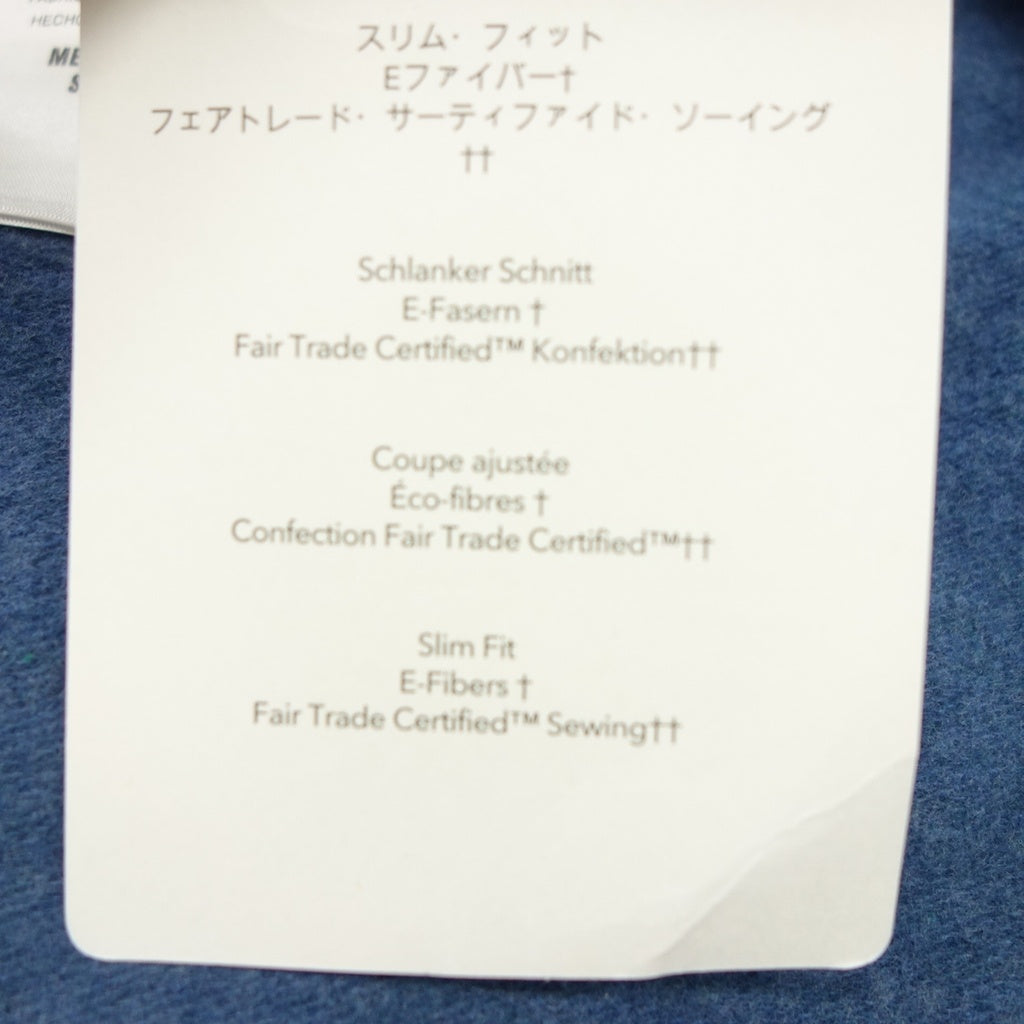 HECHO
ME
S
スリム・フィット
Eファイバー†
フェアトレード・サーティファイド・ソーイング
††
Schlanker Schnitt
E-Fasern †
Fair Trade Certified™ Konfektion††
Coupe ajustée
Éco-fibres †
Confection Fair Trade Certified™††
Slim Fit
E-Fibers †
Fair Trade Certified™ Sewing††